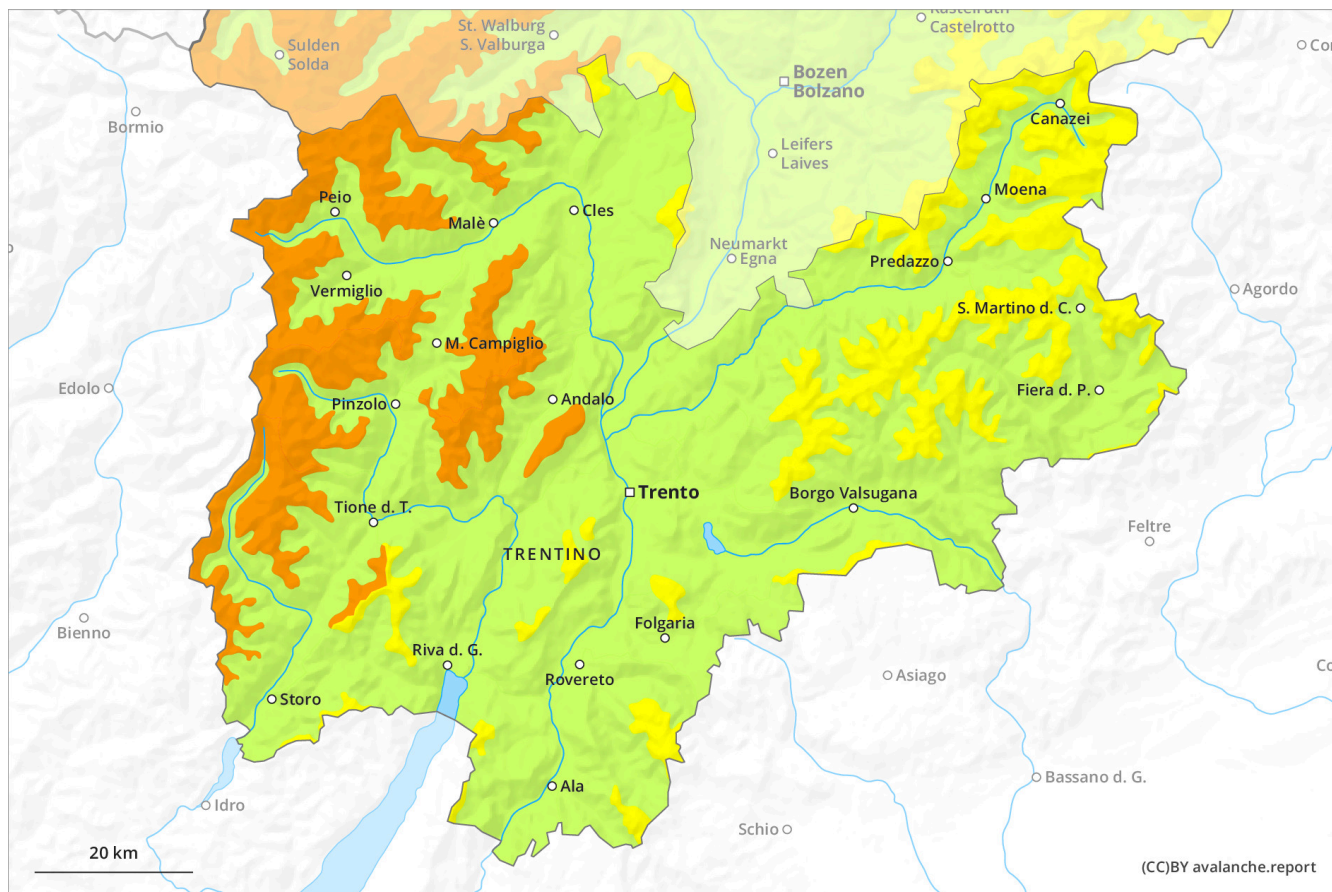 Kastelruth
Castelrotto
St. Walburg
S. Valburga
Sulden
Solda
Bozen
Bolzano
Bormio
Canazei
Leifers
Laives
Moena
Peio
Malè
Cles
Neumarkt
Egna
Predazzo
Vermiglio
Agordo
S. Martino d. C.
M. Campiglio
Edolo
Pinzolo
Andalo
Fiera d. P.
Trento
Borgo Valsugana
Tione d. T.
Feltre
TRENTINO
Bienno
Folgaria
Riva d. G.
Rovereto
Asiago
Storo
Ala
Bassano d. G.
Idro
Schio
20 km
(CC)BY avalanche.report